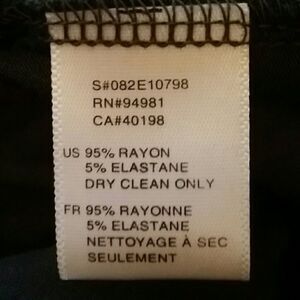 S#082E10798
RN#94981
CA#40198
US 95% RAYON
5% ELASTANE
DRY CLEAN ONLY
FR 95% RAYONNE
5% ELASTANE
NETTOYAGE À SEC
SEULEMENT